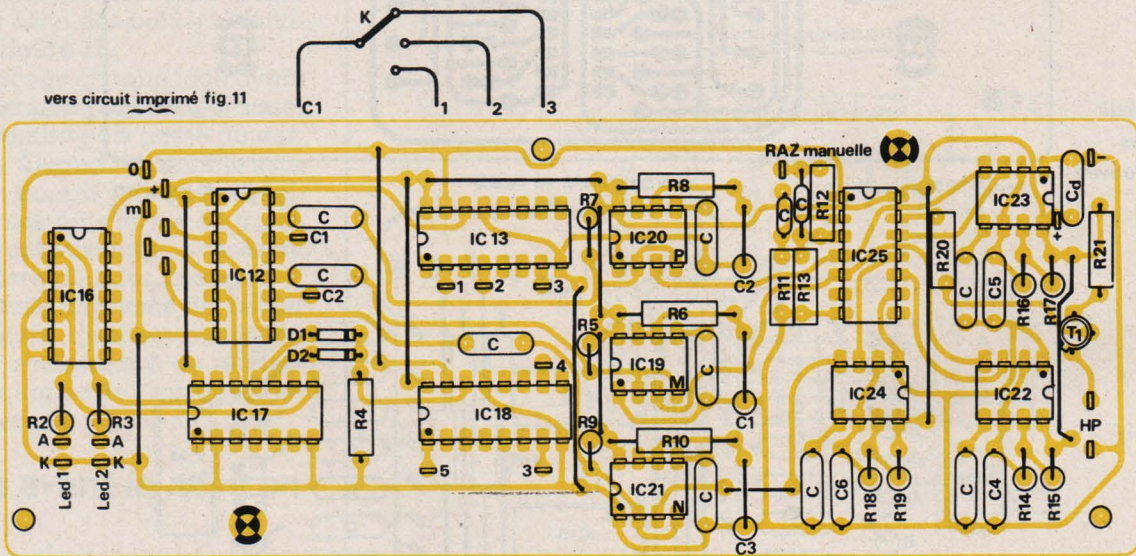 K
C1 1 2 3
vers circuit imprimé fig.11
RAZ manuelle
O
+
m
IC16
IC12
C
C1
C
C2
D1
D2
IC17
R4
R2
R3
A
A
K
K
Led 1
Led 2
IC 13
1 2 3
C
4
IC18
5 3
R7
R8
IC20
P
C
C2
R5
R6
IC19
M
C
C1
R9
R10
IC21
N
C
C3
C
C
R12
R11
R13
IC25
R20
IC23
Cd
-
+
R21
C
C5
R16
R17
T1
IC24
IC22
HP
C
C6
R18
R19
C
C4
R14
R15